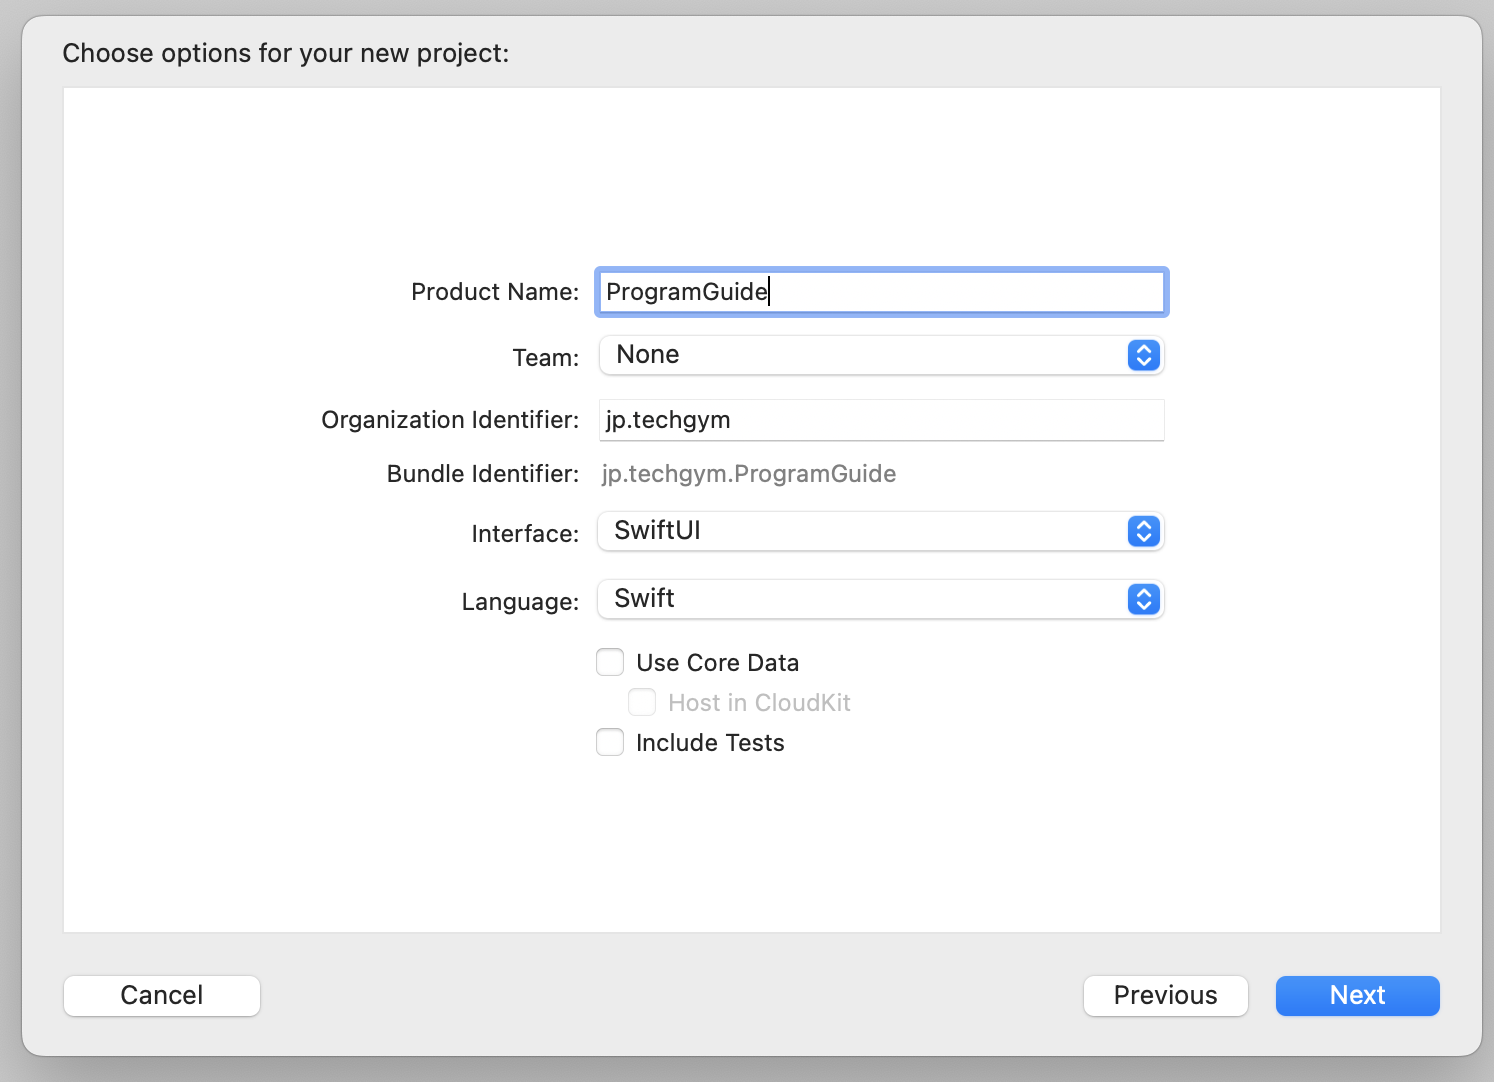 Choose options for your new project:
Product Name: ProgramGuide
Team: None
Organization Identifier: jp.techgym
Bundle Identifier: jp.techgym.ProgramGuide
Interface: SwiftUI
Language: Swift
Use Core Data
Host in CloudKit
Include Tests
Cancel Previous Next